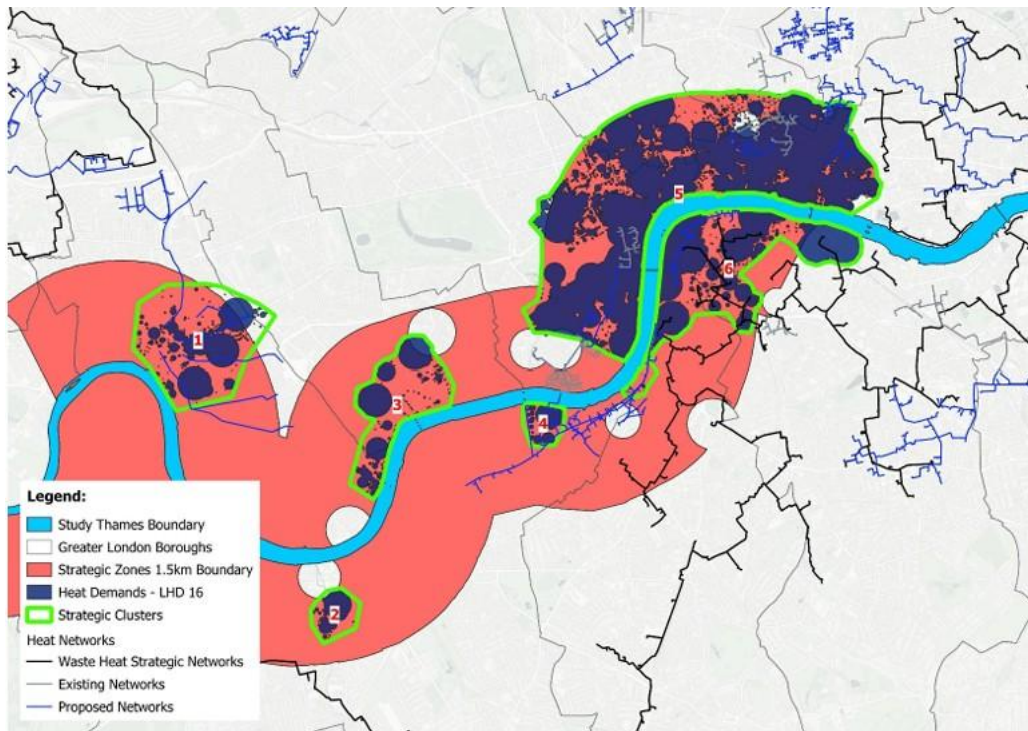 5
6
1
3
4
2
Legend:
Study Thames Boundary
Greater London Boroughs
Strategic Zones 1.5km Boundary
Heat Demands - LHD 16
Strategic Clusters
Heat Networks
Waste Heat Strategic Networks
Existing Networks
Proposed Networks